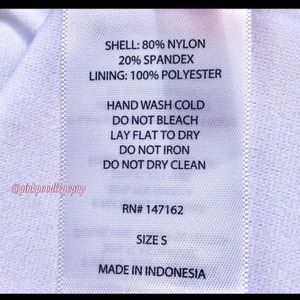 SHELL: 80% NYLON
20% SPANDEX
LINING: 100% POLYESTER
HAND WASH COLD
DO NOT BLEACH
LAY FLAT TO DRY
DO NOT IRON
DO NOT DRY CLEAN
RN# 147162
SIZE S
MADE IN INDONESIA